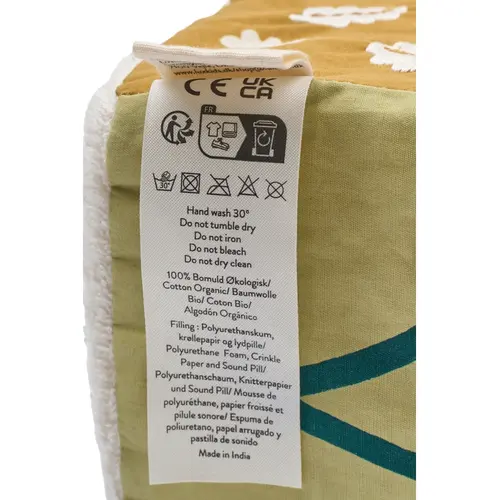 CE UK
CA
FR
30°
Hand wash 30°
Do not tumble dry
Do not iron
Do not bleach
Do not dry clean
100% Bomuld Økologisk/
Cotton Organic/ Baumwolle
Bio/ Coton Bio/
Algodón Orgánico
Filling : Polyurethanskum,
krøllepapir og lydpille/
Polyurethane Foam, Crinkle
Paper and Sound Pill/
Polyurethanschaum, Knitterpapier
und Sound Pill/ Mousse de
polyuréthane, papier froissé et
pilule sonore/ Espuma de
poliuretano, papel arrugado y
pastilla de sonido
Made in India